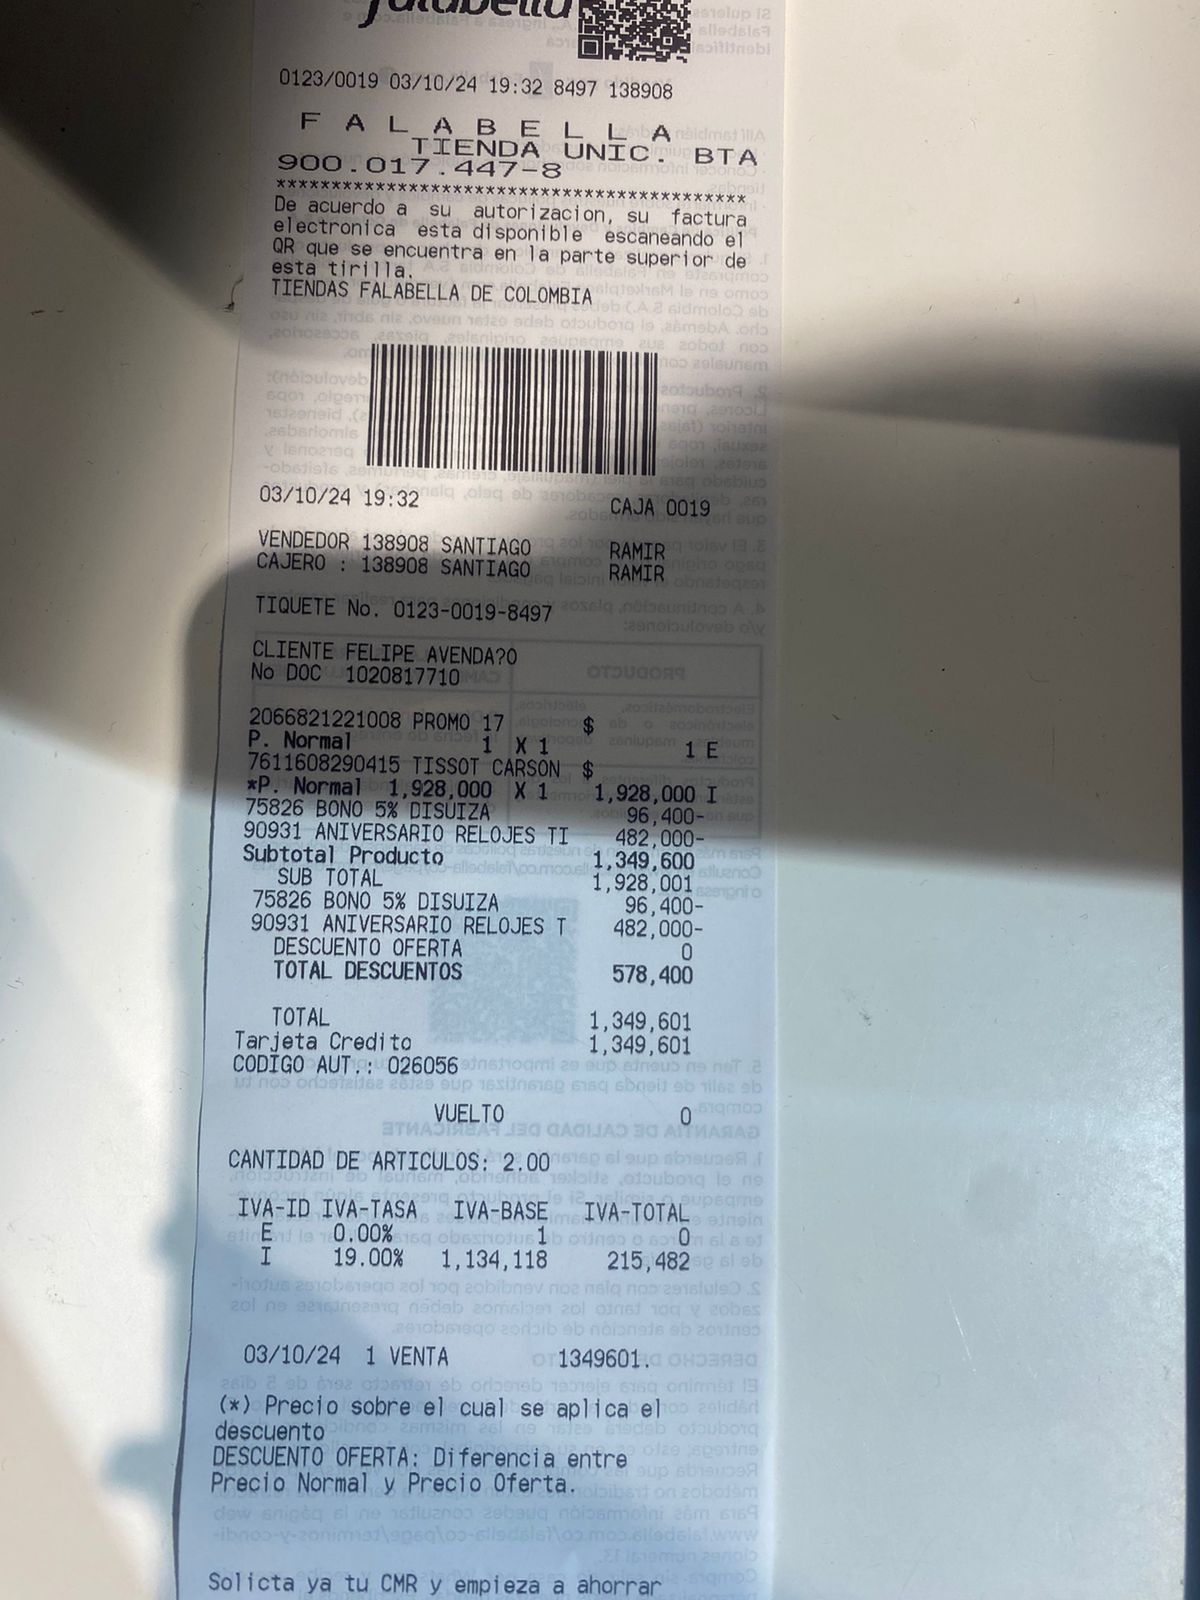 falabella
0123/0019 03/10/24 19:32 8497 138908
F A L A B E L L A
TIENDA UNIC. BTA
900.017.447-8
******************************************
De acuerdo a su autorizacion, su factura
electronica esta disponible escaneando el
QR que se encuentra en la parte superior de
esta tirilla.
TIENDAS FALABELLA DE COLOMBIA
03/10/24 19:32 CAJA 0019
VENDEDOR 138908 SANTIAGO RAMIR
CAJERO : 138908 SANTIAGO RAMIR
TIQUETE No. 0123-0019-8497
CLIENTE FELIPE AVENDA?O
No DOC 1020817710
2066821221008 PROMO 17 $
P. Normal 1 X 1 1 E
7611608290415 TISSOT CARSON $
*P. Normal 1,928,000 X 1 1,928,000 I
75826 BONO 5% DISUIZA 96,400-
90931 ANIVERSARIO RELOJES TI 482,000-
Subtotal Producto 1,349,600
SUB TOTAL 1,928,001
75826 BONO 5% DISUIZA 96,400-
90931 ANIVERSARIO RELOJES T 482,000-
DESCUENTO OFERTA 0
TOTAL DESCUENTOS 578,400
TOTAL 1,349,601
Tarjeta Credito 1,349,601
CODIGO AUT.: 026056
VUELTO 0
CANTIDAD DE ARTICULOS: 2.00
IVA-ID IVA-TASA IVA-BASE IVA-TOTAL
E 0.00% 1 0
I 19.00% 1,134,118 215,482
03/10/24 1 VENTA 1349601.
(*) Precio sobre el cual se aplica el
descuento
DESCUENTO OFERTA: Diferencia entre
Precio Normal y Precio Oferta.
Solicta ya tu CMR y empieza a ahorrar